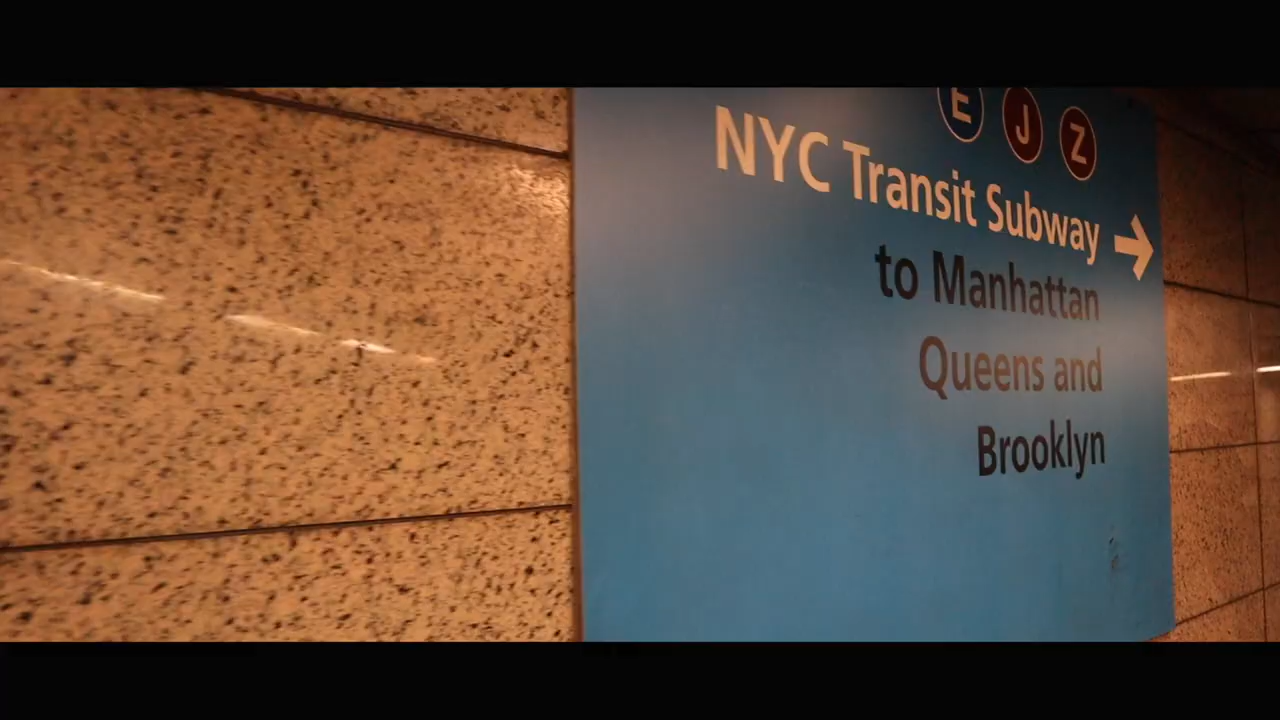 E J Z
NYC Transit Subway
to Manhattan
Queens and
Brooklyn